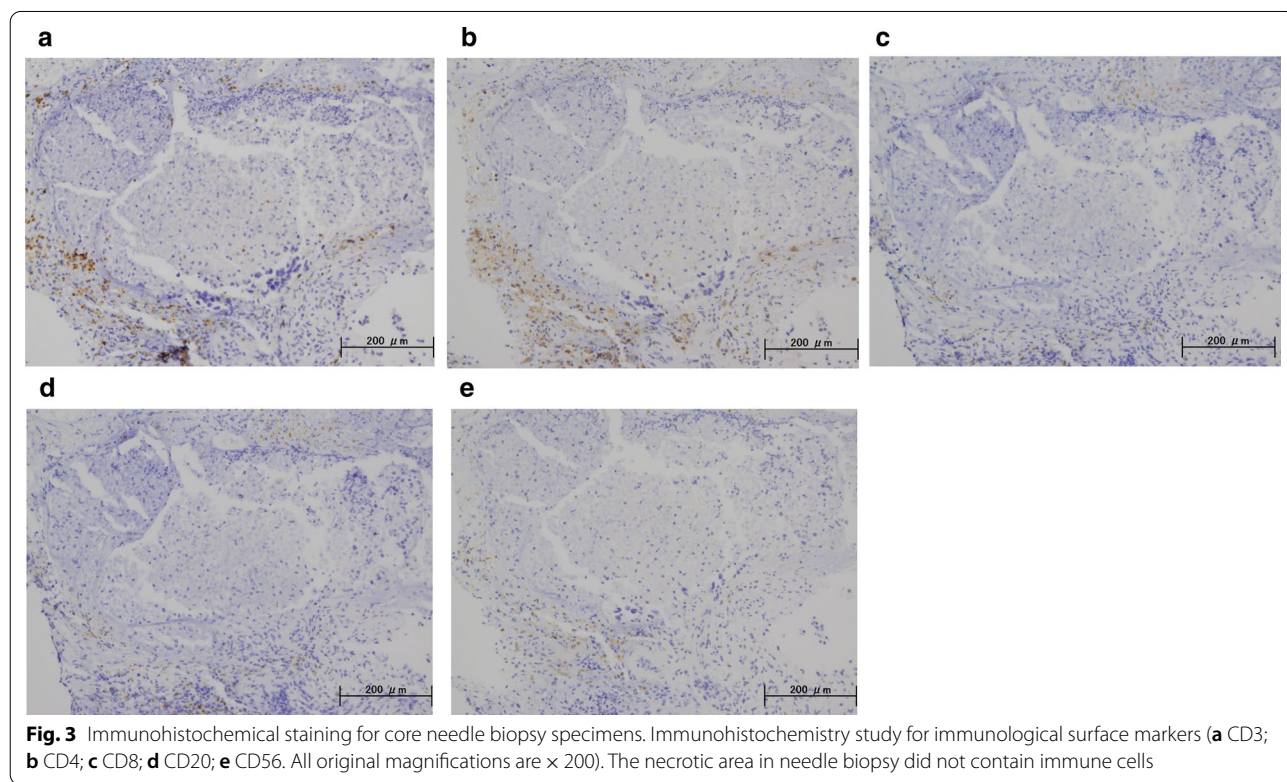 a
b
c
200 μm
200 μm
200 μm
d
e
200 μm
200 μm
Fig. 3 Immunohistochemical staining for core needle biopsy specimens. Immunohistochemistry study for immunological surface markers (a CD3;
b CD4; c CD8; d CD20; e CD56. All original magnifications are × 200). The necrotic area in needle biopsy did not contain immune cells